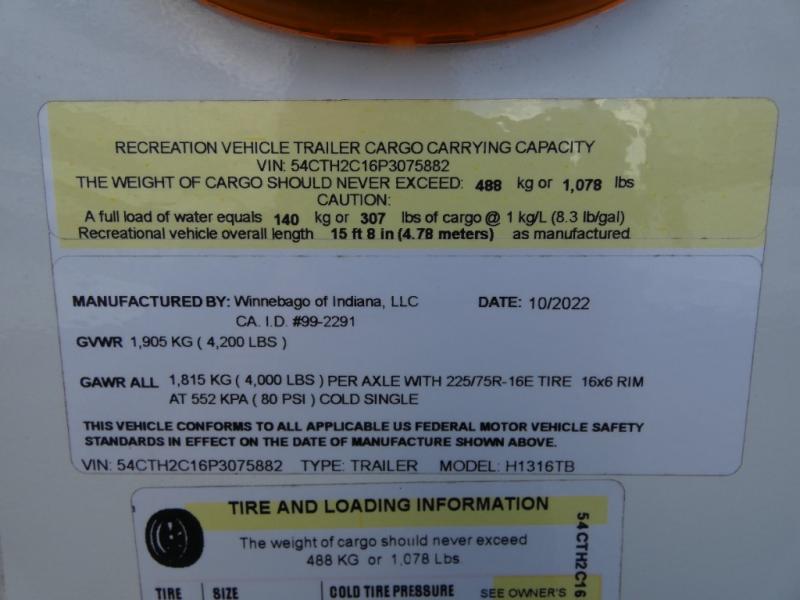 RECREATION VEHICLE TRAILER CARGO CARRYING CAPACITY
VIN: 54CTH2C16P3075882
THE WEIGHT OF CARGO SHOULD NEVER EXCEED: 488 kg or 1,078 lbs
CAUTION:
A full load of water equals 140 kg or 307 lbs of cargo @ 1 kg/L (8.3 lb/gal)
Recreational vehicle overall length 15 ft 8 in (4.78 meters) as manufactured
MANUFACTURED BY: Winnebago of Indiana, LLC DATE: 10/2022
CA. I.D. #99-2291
GVWR 1,905 KG ( 4,200 LBS )
GAWR ALL 1,815 KG ( 4,000 LBS ) PER AXLE WITH 225/75R-16E TIRE 16x6 RIM
AT 552 KPA ( 80 PSI ) COLD SINGLE
THIS VEHICLE CONFORMS TO ALL APPLICABLE US FEDERAL MOTOR VEHICLE SAFETY
STANDARDS IN EFFECT ON THE DATE OF MANUFACTURE SHOWN ABOVE.
VIN: 54CTH2C16P3075882 TYPE: TRAILER MODEL: H1316TB
TIRE AND LOADING INFORMATION
The weight of cargo should never exceed
488 KG or 1,078 Lbs
TIRE SIZE COLD TIRE PRESSURE SEE OWNER'S
54CTH2C16